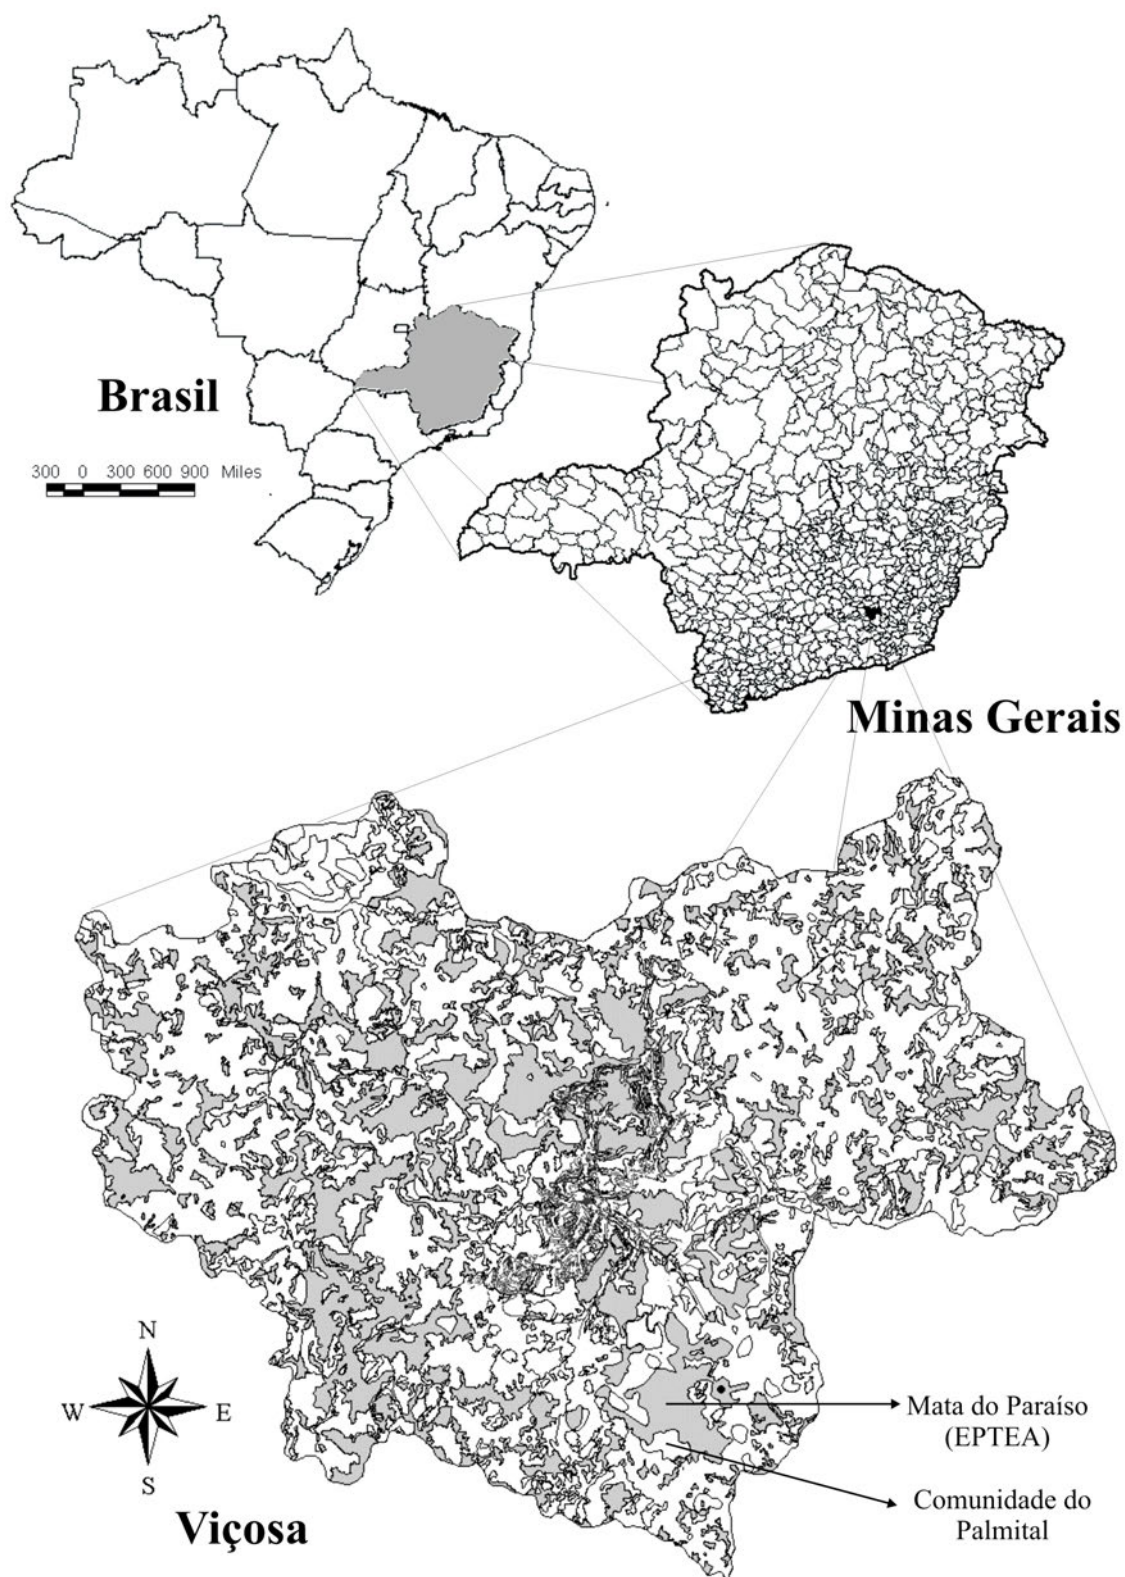 Brasil
300 0 300 600 900 Miles
Minas Gerais
N
W E
S
Mata do Paraíso
(EPTEA)
Comunidade do
Palmital
Viçosa